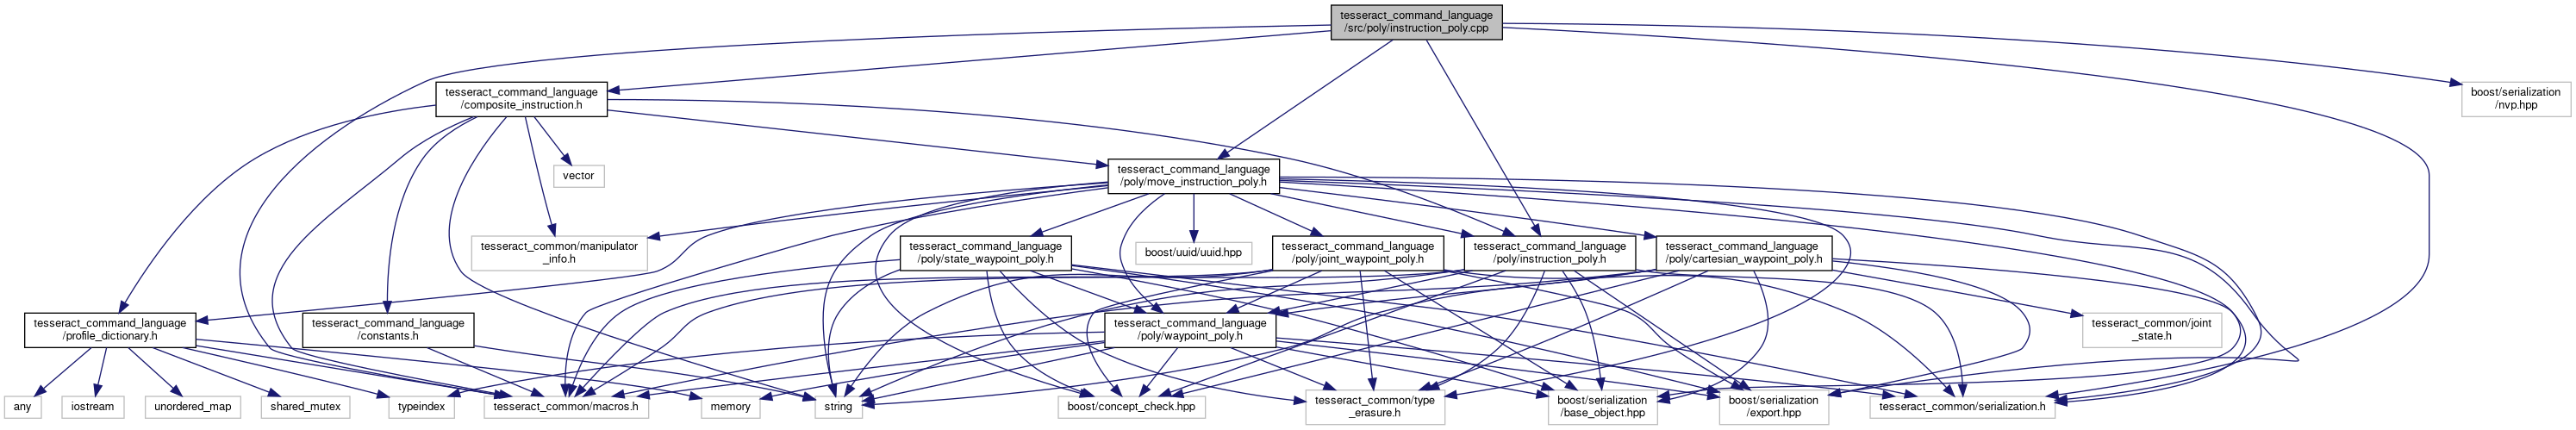 tesseract_command_language
/src/poly/instruction_poly.cpp
tesseract_command_language
/composite_instruction.h
boost/serialization
/nvp.hpp
vector
tesseract_command_language
/poly/move_instruction_poly.h
tesseract_common/manipulator
_info.h
tesseract_command_language
/poly/state_waypoint_poly.h
boost/uuid/uuid.hpp
tesseract_command_language
/poly/joint_waypoint_poly.h
tesseract_command_language
/poly/instruction_poly.h
tesseract_command_language
/poly/cartesian_waypoint_poly.h
tesseract_command_language
/profile_dictionary.h
tesseract_command_language
/constants.h
tesseract_command_language
/poly/waypoint_poly.h
tesseract_common/joint
_state.h
any
iostream
unordered_map
shared_mutex
typeindex
tesseract_common/macros.h
memory
string
boost/concept_check.hpp
tesseract_common/type
_erasure.h
boost/serialization
/base_object.hpp
boost/serialization
/export.hpp
tesseract_common/serialization.h